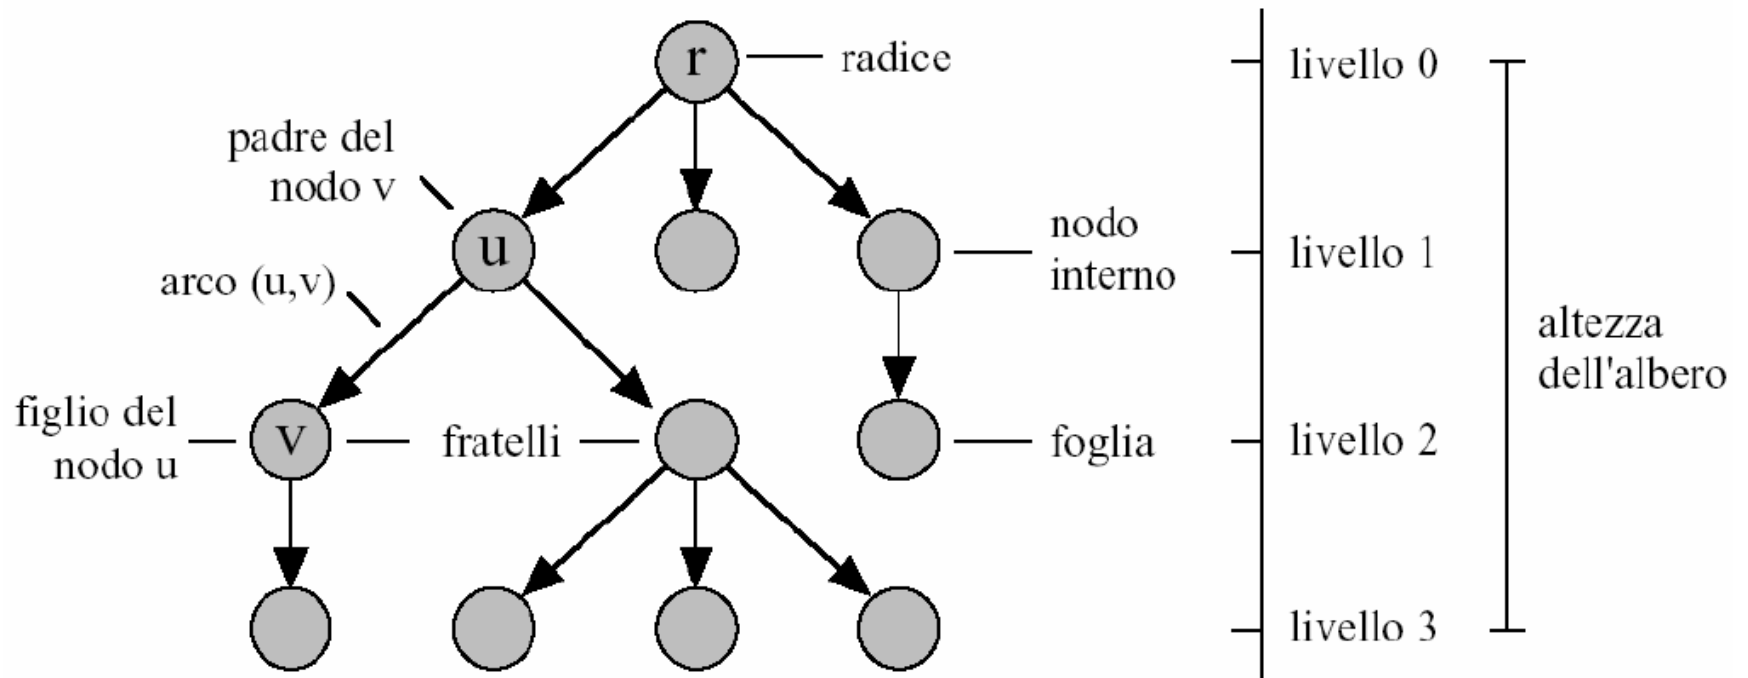 r
radice
livello 0
padre del
nodo v
u
nodo
interno
livello 1
arco (u,v)
altezza
dell'albero
figlio del
nodo u
v
fratelli
foglia
livello 2
livello 3